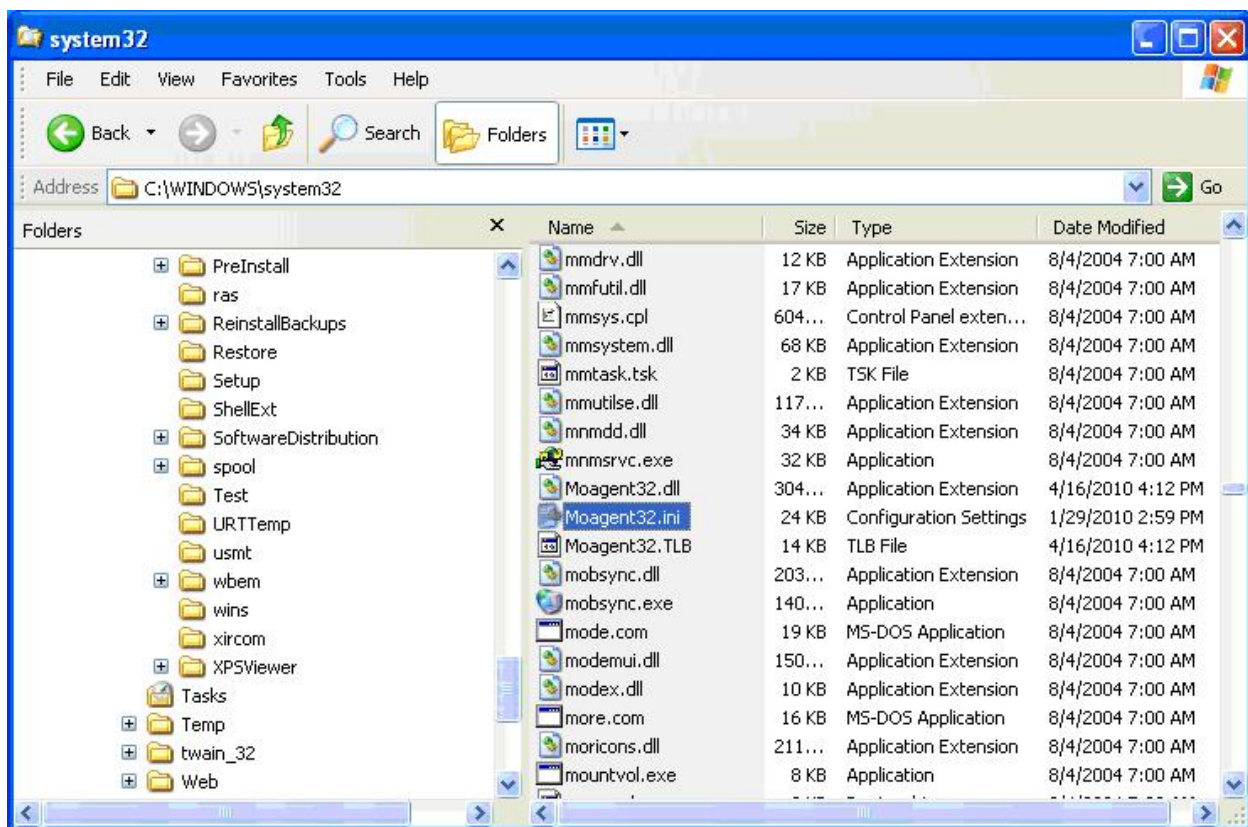 system32
File Edit View Favorites Tools Help
Back Search Folders
Address C:\WINDOWS\system32 Go
Folders
PreInstall
ras
ReinstallBackups
Restore
Setup
ShellExt
SoftwareDistribution
spool
Test
URTTemp
usmt
wbem
wins
xircom
XPSViewer
Tasks
Temp
twain_32
Web
Name Size Type Date Modified
mmdrv.dll 12 KB Application Extension 8/4/2004 7:00 AM
mmfutil.dll 17 KB Application Extension 8/4/2004 7:00 AM
mmsys.cpl 604... Control Panel exten... 8/4/2004 7:00 AM
mmsystem.dll 68 KB Application Extension 8/4/2004 7:00 AM
mmtask.tsk 2 KB TSK File 8/4/2004 7:00 AM
mmutilse.dll 117... Application Extension 8/4/2004 7:00 AM
mnmdd.dll 34 KB Application Extension 8/4/2004 7:00 AM
mnmsrvc.exe 32 KB Application 8/4/2004 7:00 AM
Moagent32.dll 304... Application Extension 4/16/2010 4:12 PM
Moagent32.ini 24 KB Configuration Settings 1/29/2010 2:59 PM
Moagent32.TLB 14 KB TLB File 4/16/2010 4:12 PM
mobsync.dll 203... Application Extension 8/4/2004 7:00 AM
mobsync.exe 140... Application 8/4/2004 7:00 AM
mode.com 19 KB MS-DOS Application 8/4/2004 7:00 AM
modemui.dll 150... Application Extension 8/4/2004 7:00 AM
modex.dll 10 KB Application Extension 8/4/2004 7:00 AM
more.com 16 KB MS-DOS Application 8/4/2004 7:00 AM
moricons.dll 211... Application Extension 8/4/2004 7:00 AM
mountvol.exe 8 KB Application 8/4/2004 7:00 AM